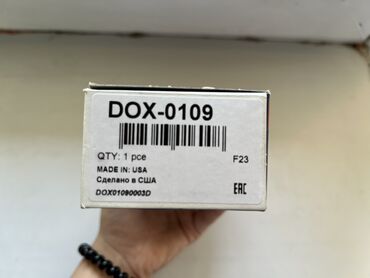 DOX-0109
QTY: 1 pce
F23
MADE IN: USA
Сделано в США
DOX01090003D
EAC